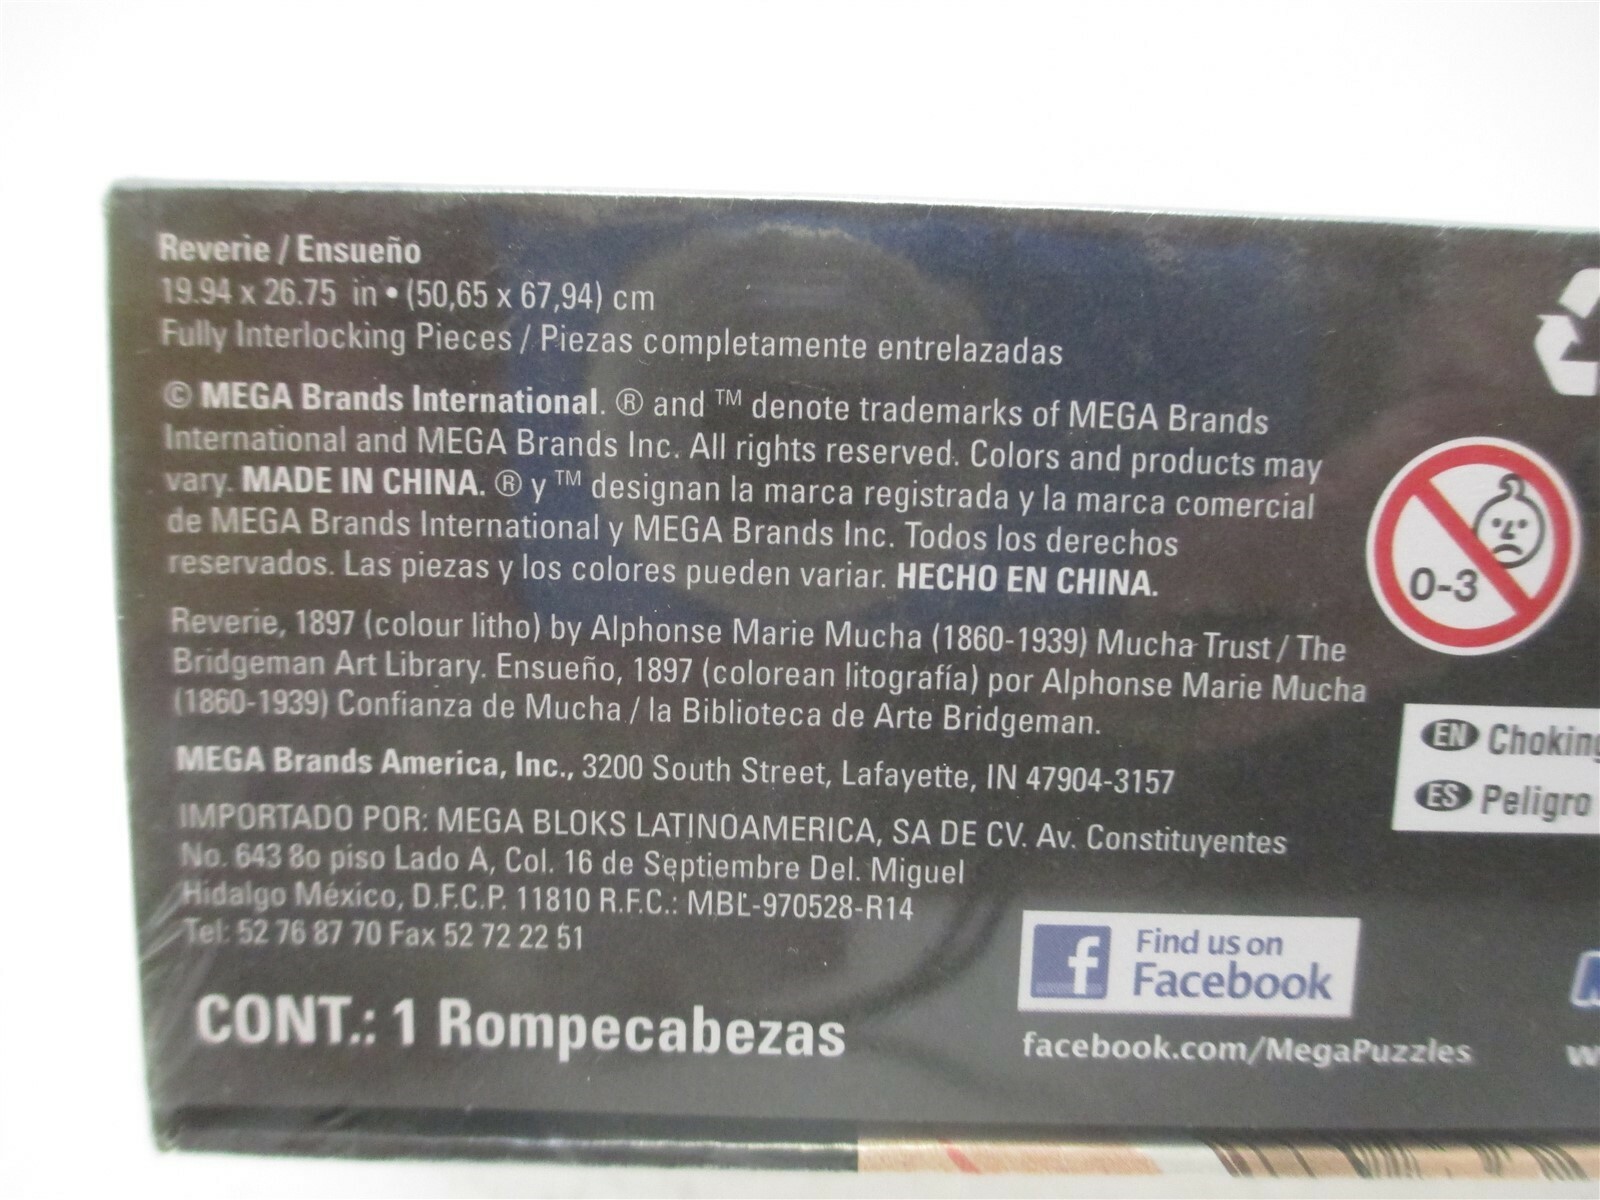 Reverie / Ensueño
19.94 x 26.75 in • (50,65 x 67,94) cm
Fully Interlocking Pieces / Piezas completamente entrelazadas
© MEGA Brands International. ® and ™ denote trademarks of MEGA Brands
International and MEGA Brands Inc. All rights reserved. Colors and products may
vary. MADE IN CHINA. ® y ™ designan la marca registrada y la marca comercial
de MEGA Brands International y MEGA Brands Inc. Todos los derechos
reservados. Las piezas y los colores pueden variar. HECHO EN CHINA.
0-3
Reverie, 1897 (colour litho) by Alphonse Marie Mucha (1860-1939) Mucha Trust / The
Bridgeman Art Library. Ensueño, 1897 (colorean litografía) por Alphonse Marie Mucha
(1860-1939) Confianza de Mucha / la Biblioteca de Arte Bridgeman.
EN Choking
ES Peligro
MEGA Brands America, Inc., 3200 South Street, Lafayette, IN 47904-3157
IMPORTADO POR: MEGA BLOKS LATINOAMERICA, SA DE CV. Av. Constituyentes
No. 643 8o piso Lado A, Col. 16 de Septiembre Del. Miguel
Hidalgo México, D.F.C.P. 11810 R.F.C.: MBL-970528-R14
Tel: 52 76 87 70 Fax 52 72 22 51
CONT.: 1 Rompecabezas
f Find us on
Facebook
facebook.com/MegaPuzzles